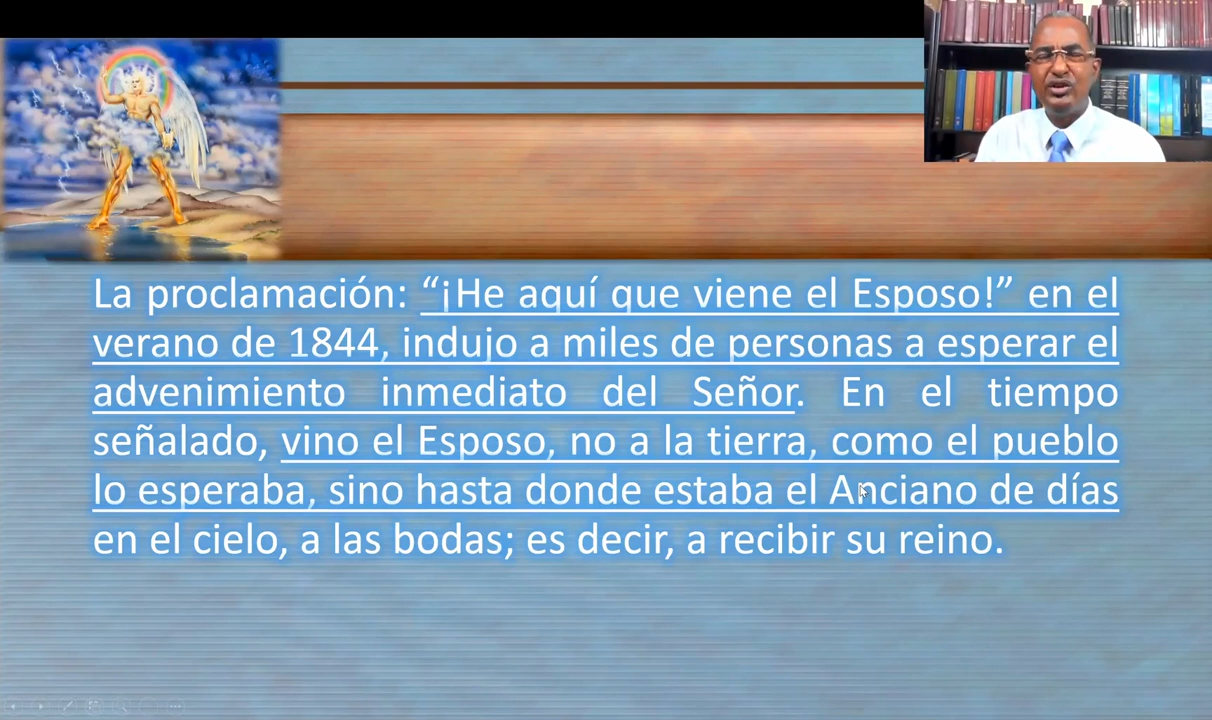 La proclamación: “¡He aquí que viene el Esposo!” en el
verano de 1844, indujo a miles de personas a esperar el
advenimiento inmediato del Señor. En el tiempo
señalado, vino el Esposo, no a la tierra, como el pueblo
lo esperaba, sino hasta donde estaba el Anciano de días
en el cielo, a las bodas; es decir, a recibir su reino.